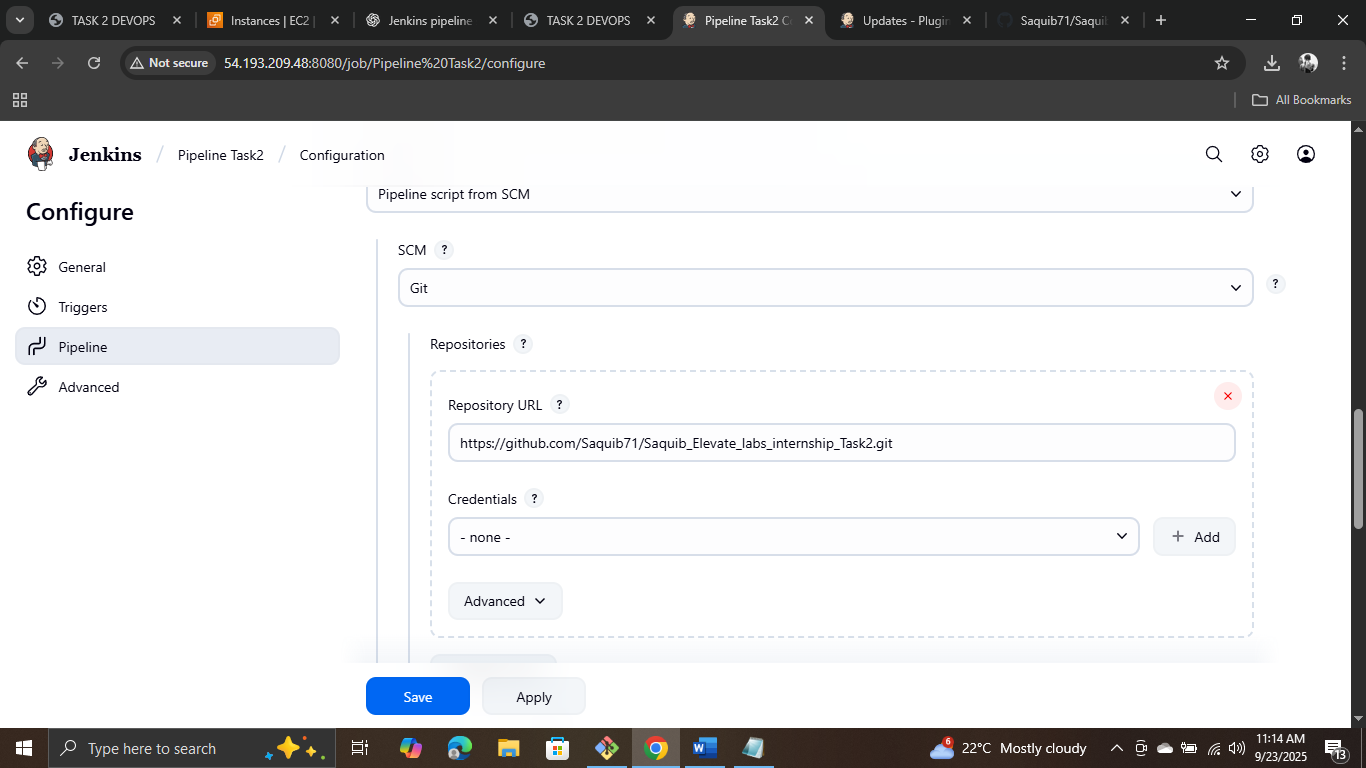 TASK 2 DEVOPS
Instances | EC2 |
Jenkins pipeline
TASK 2 DEVOPS
Pipeline Task2 Co
Updates - Plugin
Saquib71/Saquib
Not secure
54.193.209.48:8080/job/Pipeline%20Task2/configure
All Bookmarks
Jenkins / Pipeline Task2 / Configuration
Configure
General
Triggers
Pipeline
Advanced
Pipeline script from SCM
SCM ?
Git
?
Repositories ?
Repository URL ?
https://github.com/Saquib71/Saquib_Elevate_labs_internship_Task2.git
Credentials ?
- none -
+ Add
Advanced
Save
Apply
Type here to search
6
22°C Mostly cloudy
11:14 AM
9/23/2025
13